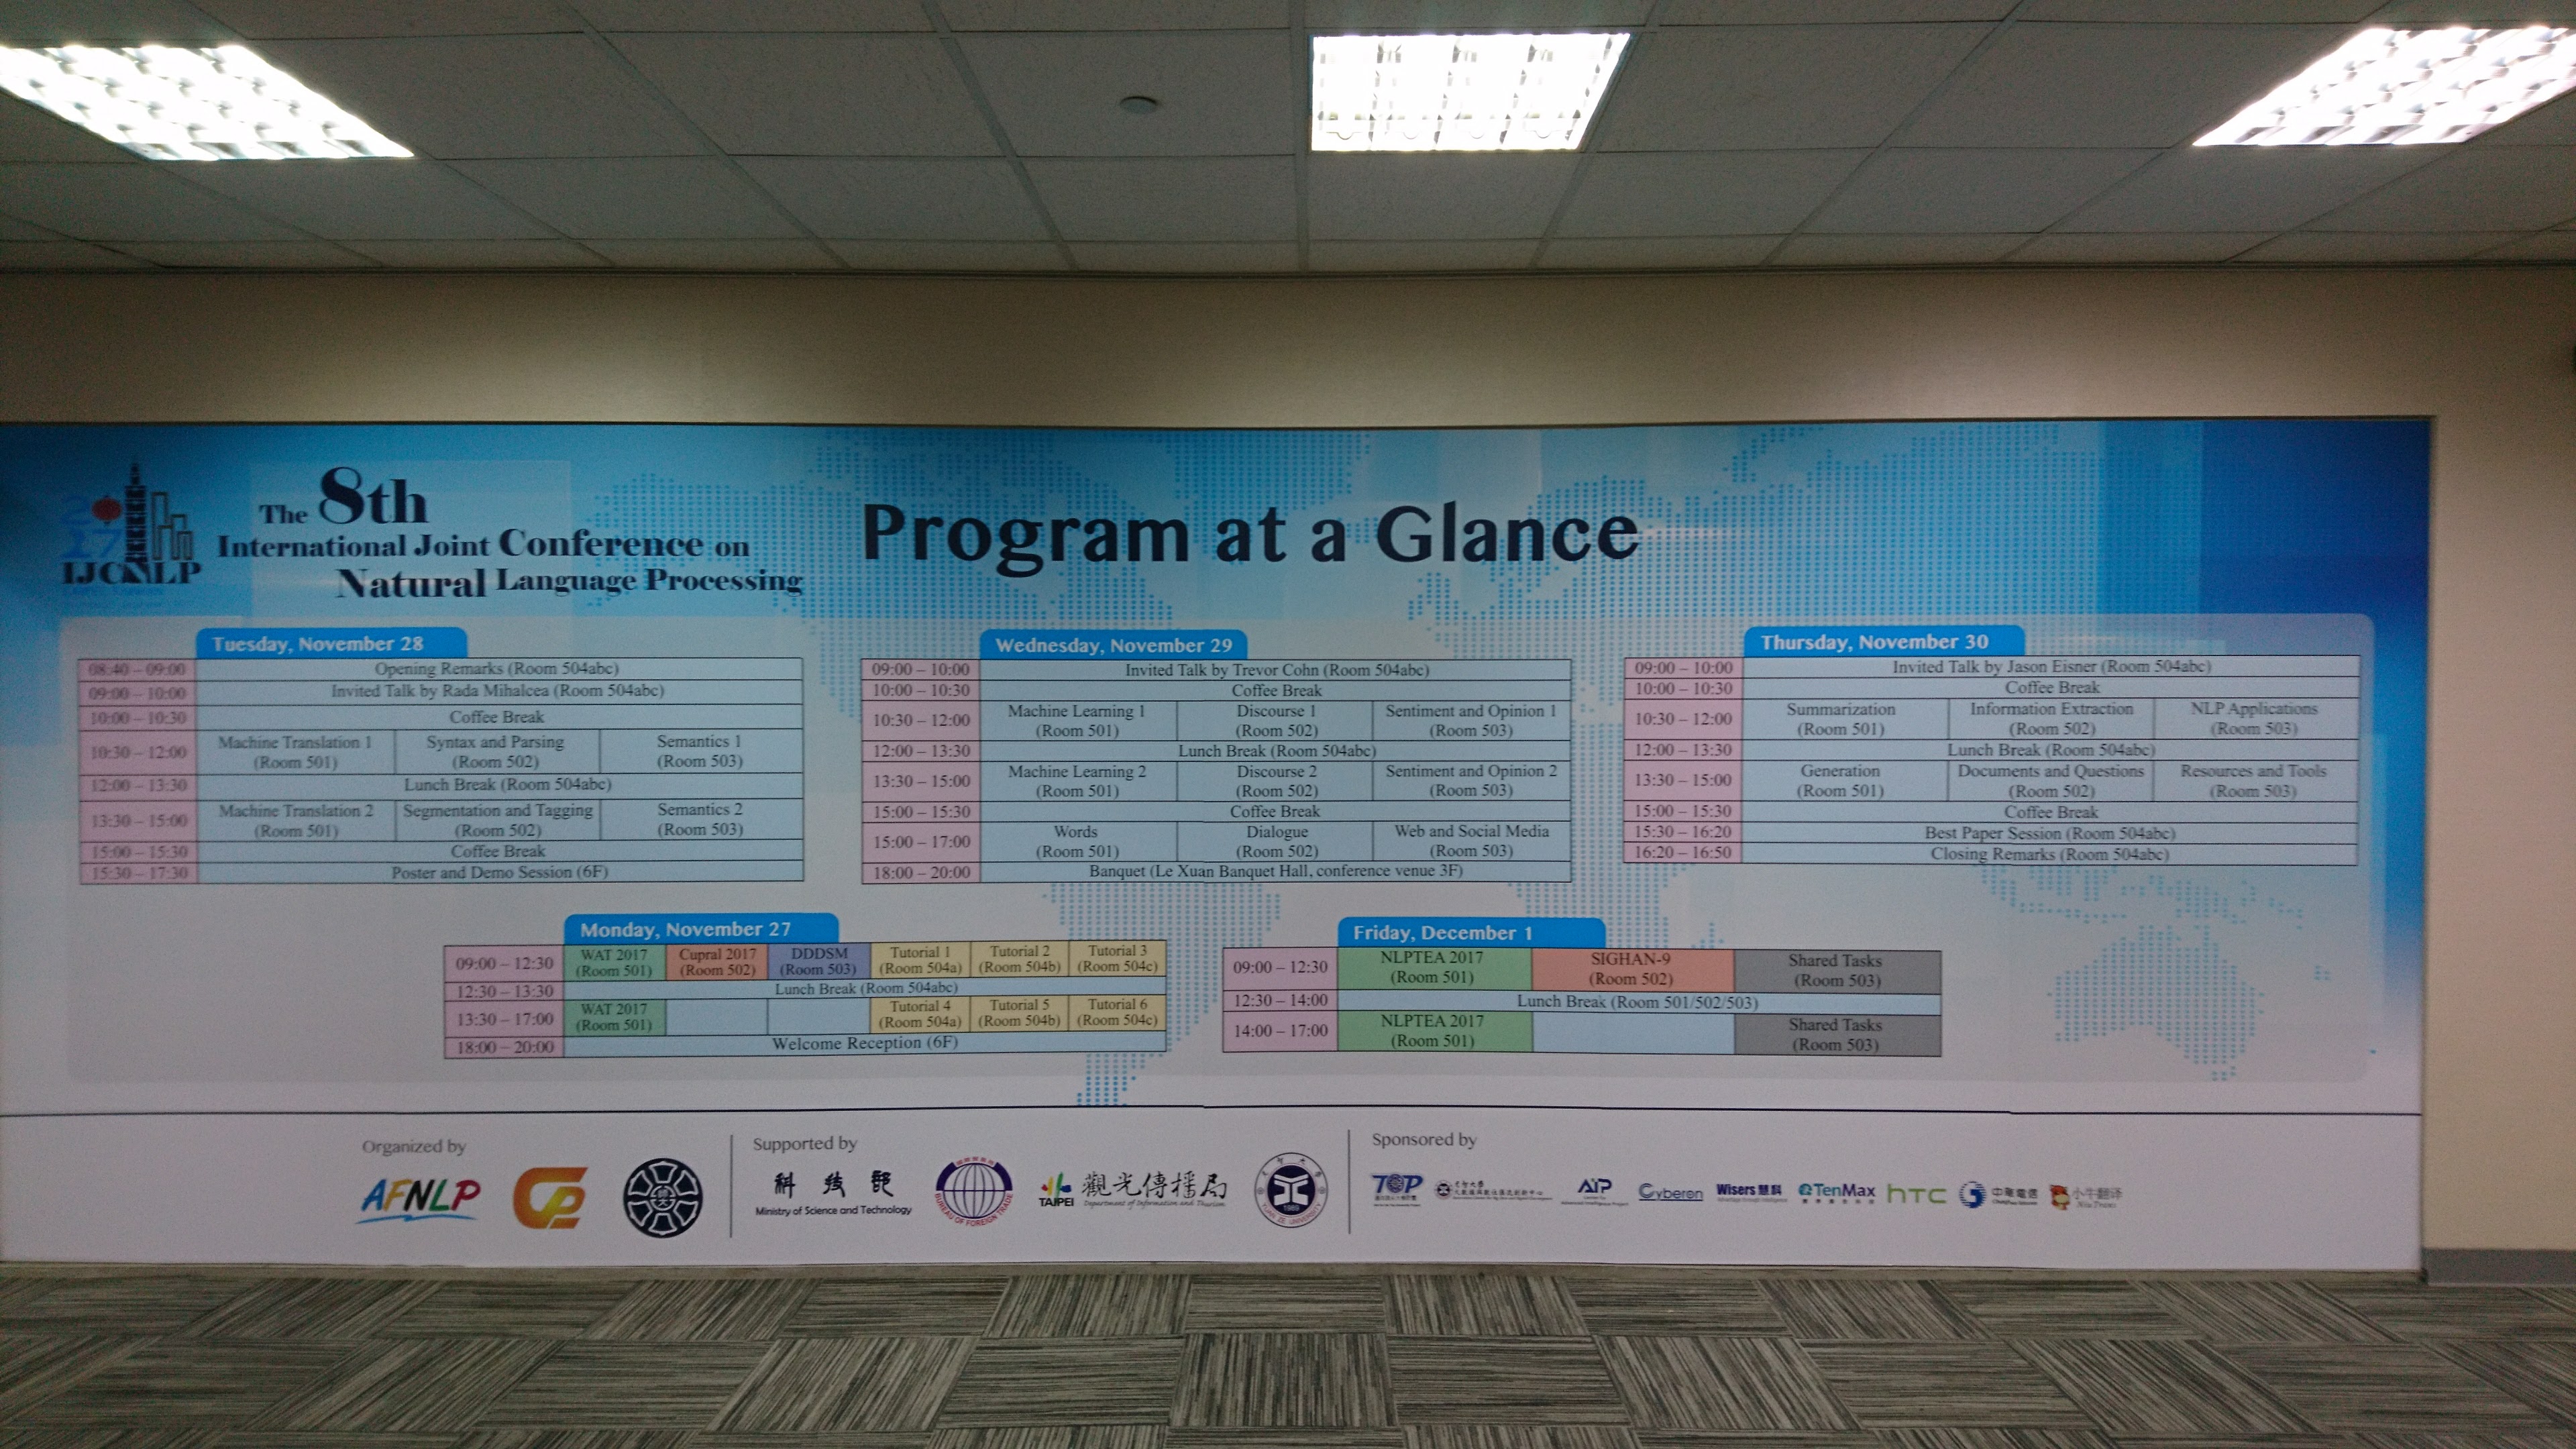 2017
IJCNLP
The 8th
International Joint Conference on
Natural Language Processing
Program at a Glance
Tuesday, November 28
08:40 – 09:00 Opening Remarks (Room 504abc)
09:00 – 10:00 Invited Talk by Rada Mihalcea (Room 504abc)
10:00 – 10:30 Coffee Break
10:30 – 12:00 Machine Translation 1 Syntax and Parsing Semantics 1
(Room 501) (Room 502) (Room 503)
12:00 – 13:30 Lunch Break (Room 504abc)
13:30 – 15:00 Machine Translation 2 Segmentation and Tagging Semantics 2
(Room 501) (Room 502) (Room 503)
15:00 – 15:30 Coffee Break
15:30 – 17:30 Poster and Demo Session (6F)
Wednesday, November 29
09:00 – 10:00 Invited Talk by Trevor Cohn (Room 504abc)
10:00 – 10:30 Coffee Break
10:30 – 12:00 Machine Learning 1 Discourse 1 Sentiment and Opinion 1
(Room 501) (Room 502) (Room 503)
12:00 – 13:30 Lunch Break (Room 504abc)
13:30 – 15:00 Machine Learning 2 Discourse 2 Sentiment and Opinion 2
(Room 501) (Room 502) (Room 503)
15:00 – 15:30 Coffee Break
15:00 – 17:00 Words Dialogue Web and Social Media
(Room 501) (Room 502) (Room 503)
18:00 – 20:00 Banquet (Le Xuan Banquet Hall, conference venue 3F)
Thursday, November 30
09:00 – 10:00 Invited Talk by Jason Eisner (Room 504abc)
10:00 – 10:30 Coffee Break
10:30 – 12:00 Summarization Information Extraction NLP Applications
(Room 501) (Room 502) (Room 503)
12:00 – 13:30 Lunch Break (Room 504abc)
13:30 – 15:00 Generation Documents and Questions Resources and Tools
(Room 501) (Room 502) (Room 503)
15:00 – 15:30 Coffee Break
15:30 – 16:20 Best Paper Session (Room 504abc)
16:20 – 16:50 Closing Remarks (Room 504abc)
Monday, November 27
09:00 – 12:30 WAT 2017 Cupral 2017 DDDSM Tutorial 1 Tutorial 2 Tutorial 3
(Room 501) (Room 502) (Room 503) (Room 504a) (Room 504b) (Room 504c)
12:30 – 13:30 Lunch Break (Room 504abc)
13:30 – 17:00 WAT 2017 Tutorial 4 Tutorial 5 Tutorial 6
(Room 501) (Room 504a) (Room 504b) (Room 504c)
18:00 – 20:00 Welcome Reception (6F)
Friday, December 1
09:00 – 12:30 NLPTEA 2017 SIGHAN-9 Shared Tasks
(Room 501) (Room 502) (Room 503)
12:30 – 14:00 Lunch Break (Room 501/502/503)
14:00 – 17:00 NLPTEA 2017 Shared Tasks
(Room 501) (Room 503)
Organized by
AFNLP
Supported by
科技部
Ministry of Science and Technology
BUREAU OF FOREIGN TRADE
TAIPEI 觀光傳播局
Department of Information and Tourism
YUAN ZE UNIVERSITY
1989
Sponsored by
TOP
AIP
Cyberon
Wisers 慧科
TenMax
hTC
中華電信
小牛翻译